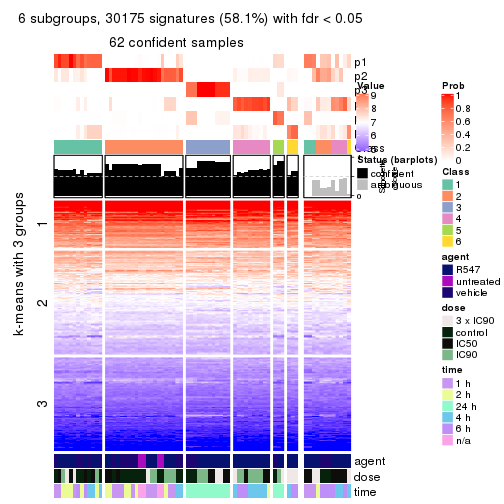 6 subgroups, 30175 signatures (58.1%) with fdr < 0.05
62 confident samples
p1
p2
p3
Value
9
8
7
6
Prob
1
0.8
0.6
0.4
0.2
0
Class
Status (barplots)
confident
ambiguous
0
Class
1
2
3
4
5
6
agent
R547
untreated
vehicle
dose
3 x IC90
control
IC50
IC90
time
1 h
2 h
24 h
4 h
6 h
n/a
k-means with 3 groups
1
2
3
agent
dose
time